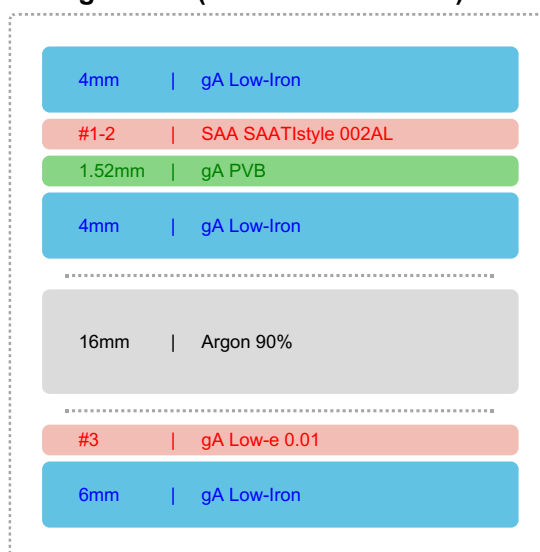 4mm | gA Low-Iron
#1-2 | SAA SAATIstyle 002AL
1.52mm | gA PVB
4mm | gA Low-Iron
16mm | Argon 90%
#3 | gA Low-e 0.01
6mm | gA Low-Iron